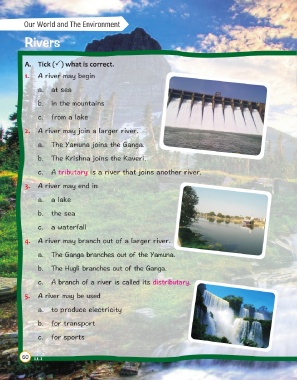 Our World and The Environment
Rivers
A. Tick (✓) what is correct.
1. A river may begin
a. at sea
b. in the mountains
c. from a lake
2. A river may join a larger river.
a. The Yamuna joins the Ganga.
b. The Krishna joins the Kaveri.
c. A tributary is a river that joins another river.
3. A river may end in
a. a lake
b. the sea
c. a waterfall
4. A river may branch out of a larger river.
a. The Ganga branches out of the Yamuna.
b. The Hugli branches out of the Ganga.
c. A branch of a river is called its distributary.
5. A river may be used
a. to produce electricity
b. for transport
c. for sports